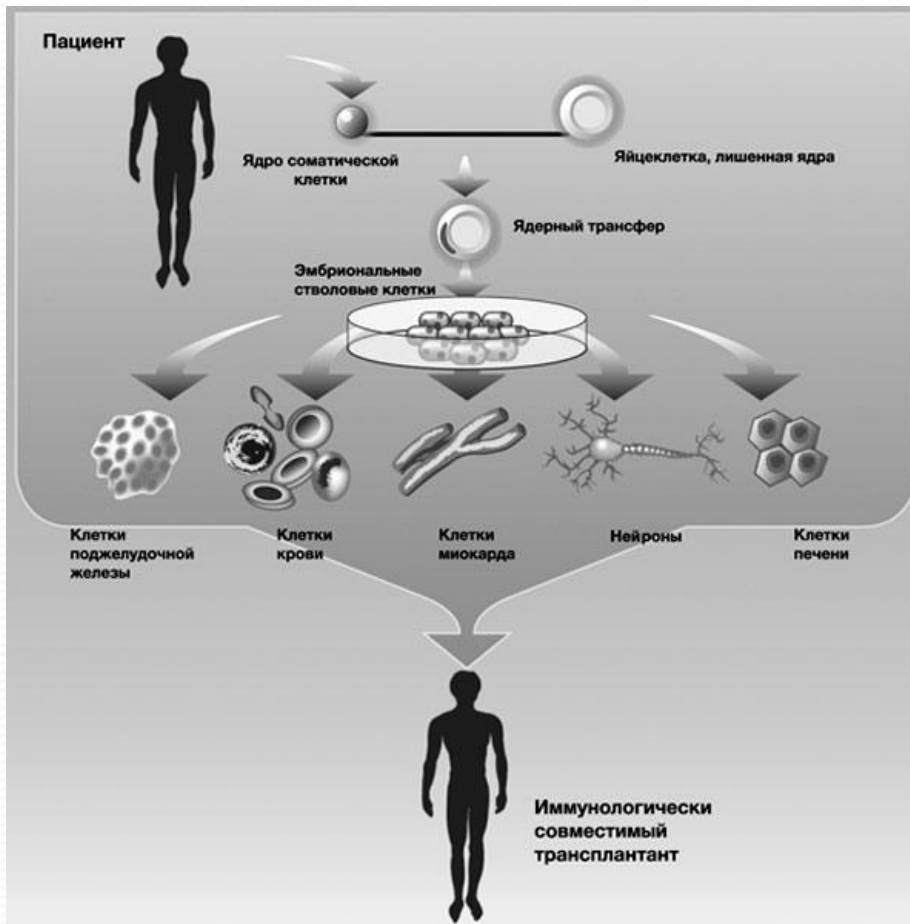 Пациент
Ядро соматической
клетки
Яйцеклетка, лишенная ядра
Ядерный трансфер
Эмбриональные
стволовые клетки
Клетки
поджелудочной
железы
Клетки
крови
Клетки
миокарда
Нейроны
Клетки
печени
Иммунологически
совместимый
трансплантант